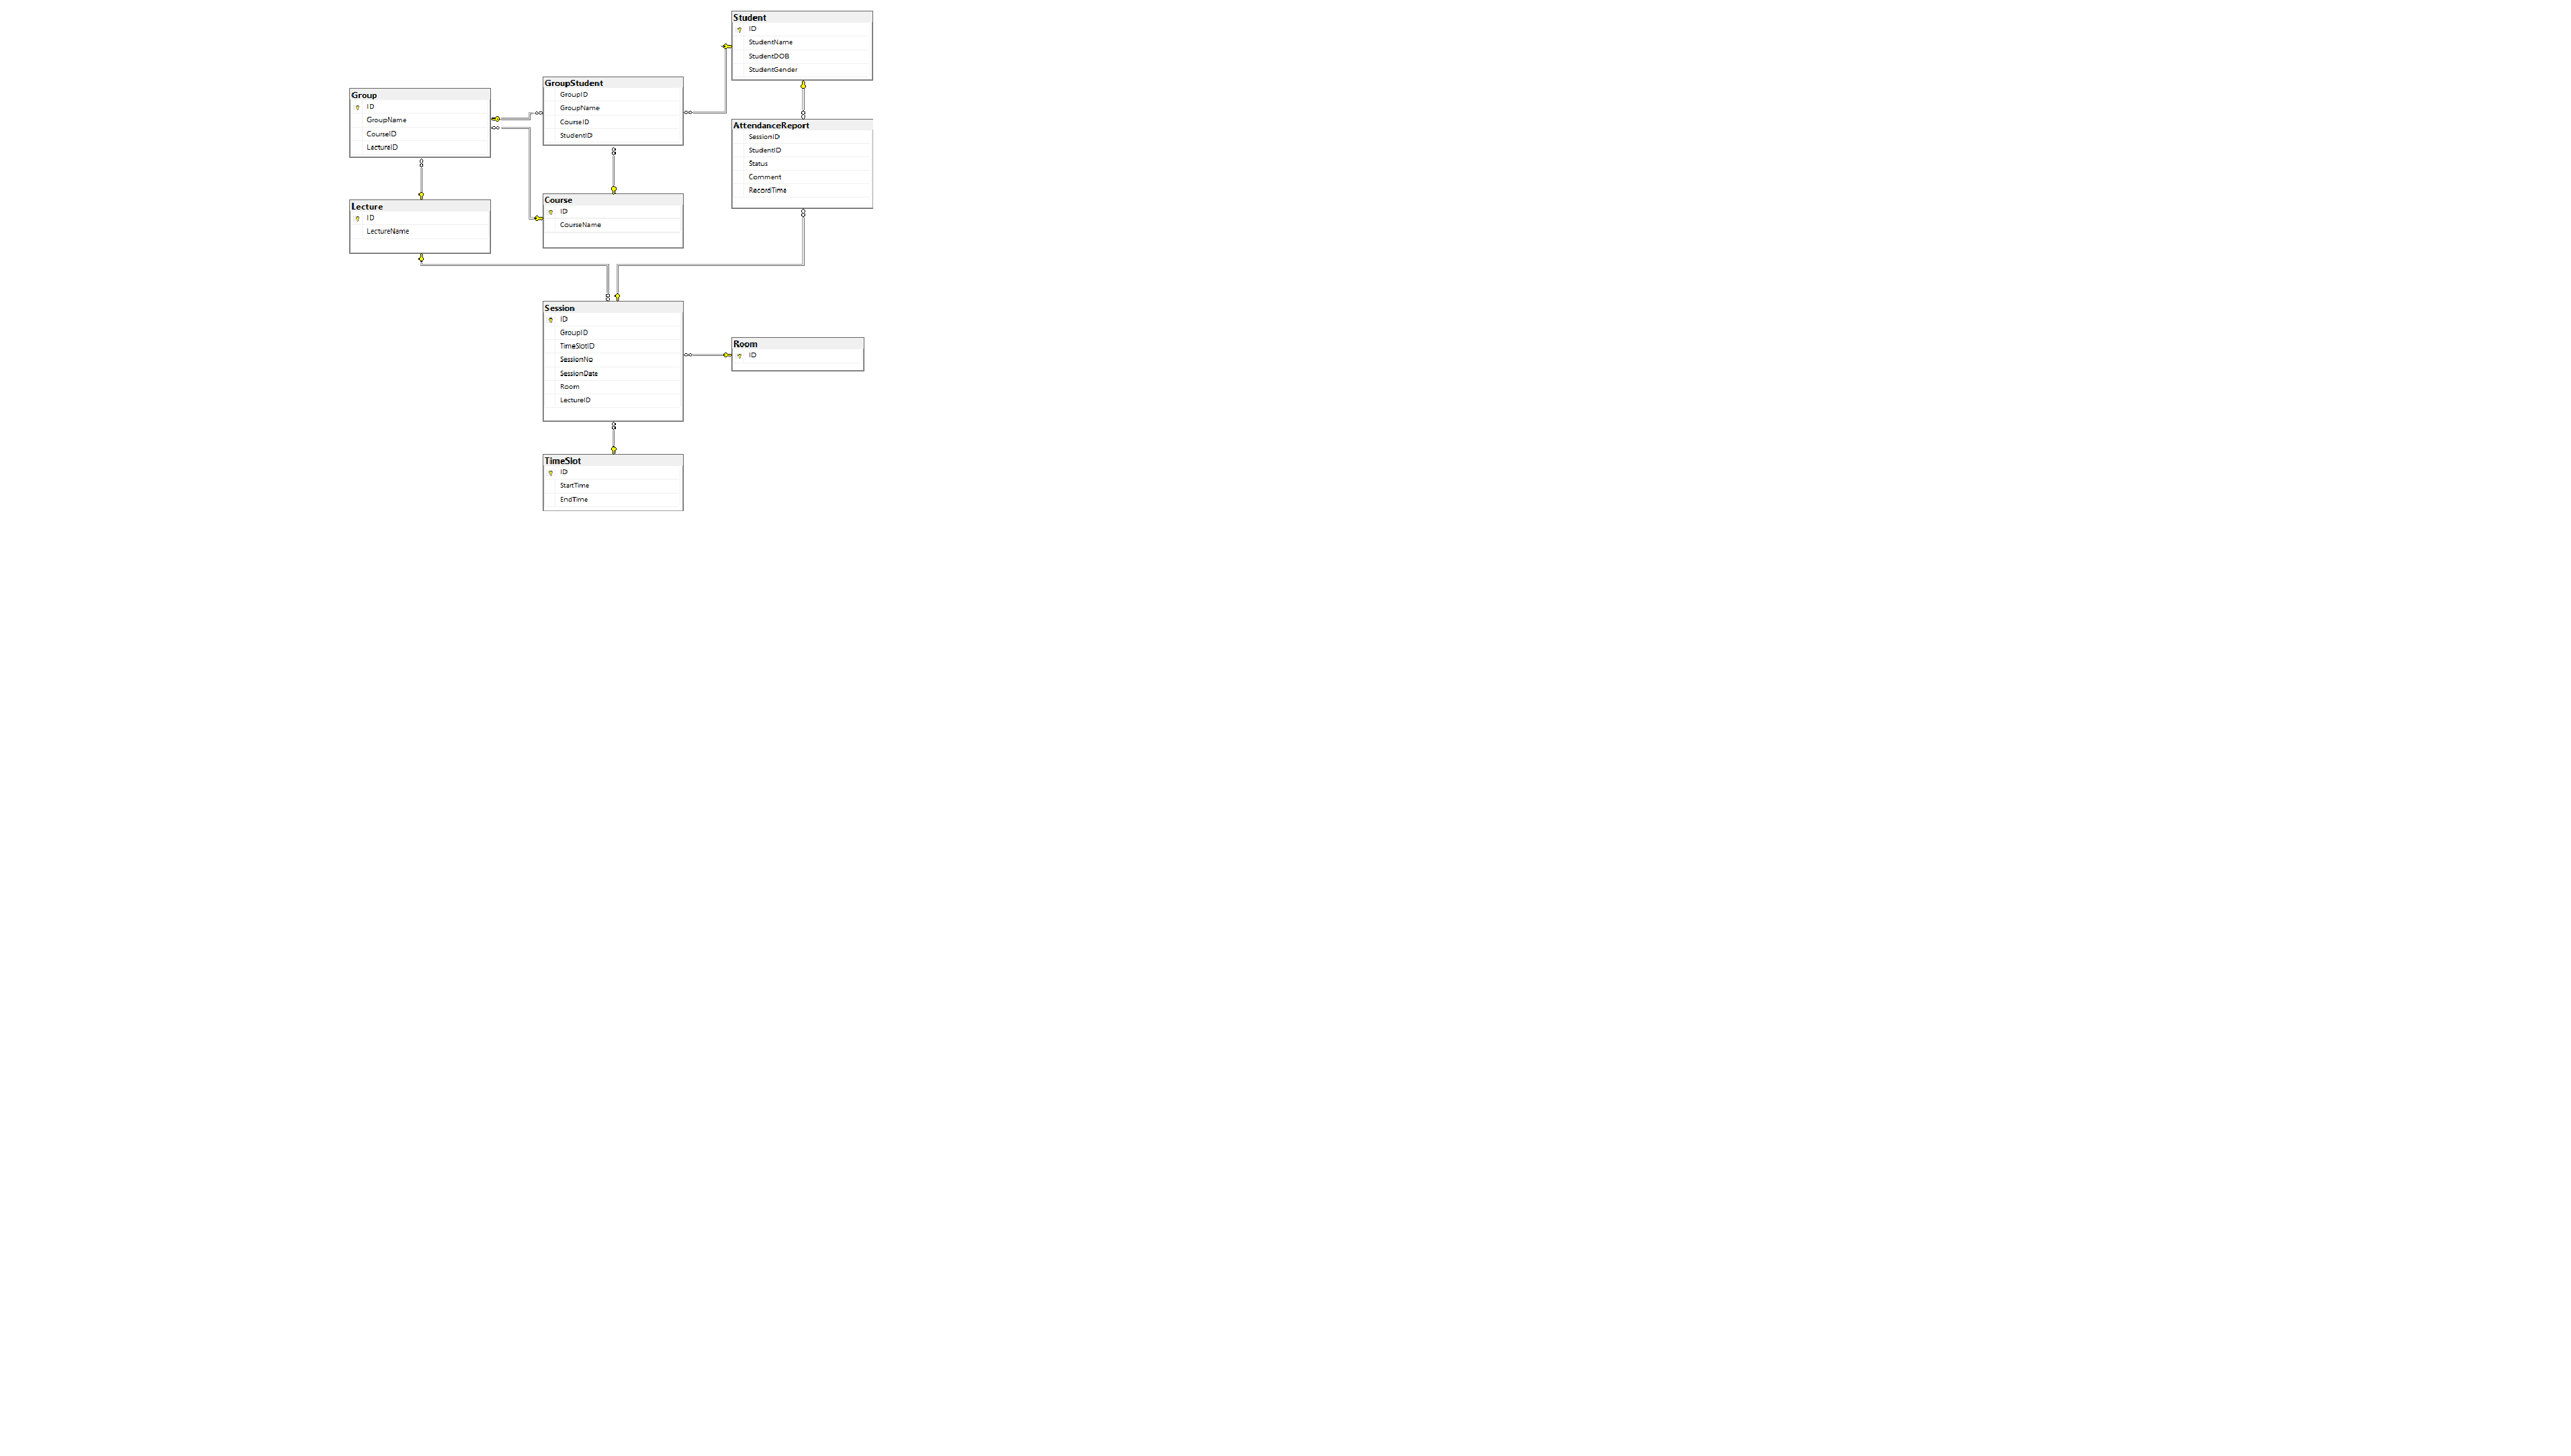 Student
ID
StudentName
StudentDOB
StudentGender
GroupStudent
GroupID
GroupName
CourseID
StudentID
Group
ID
GroupName
CourseID
LectureID
AttendanceReport
SessionID
StudentID
Status
Comment
RecordTime
Course
ID
CourseName
Lecture
ID
LectureName
Session
ID
GroupID
TimeSlotID
SessionNo
SessionDate
Room
LectureID
Room
ID
TimeSlot
ID
StartTime
EndTime